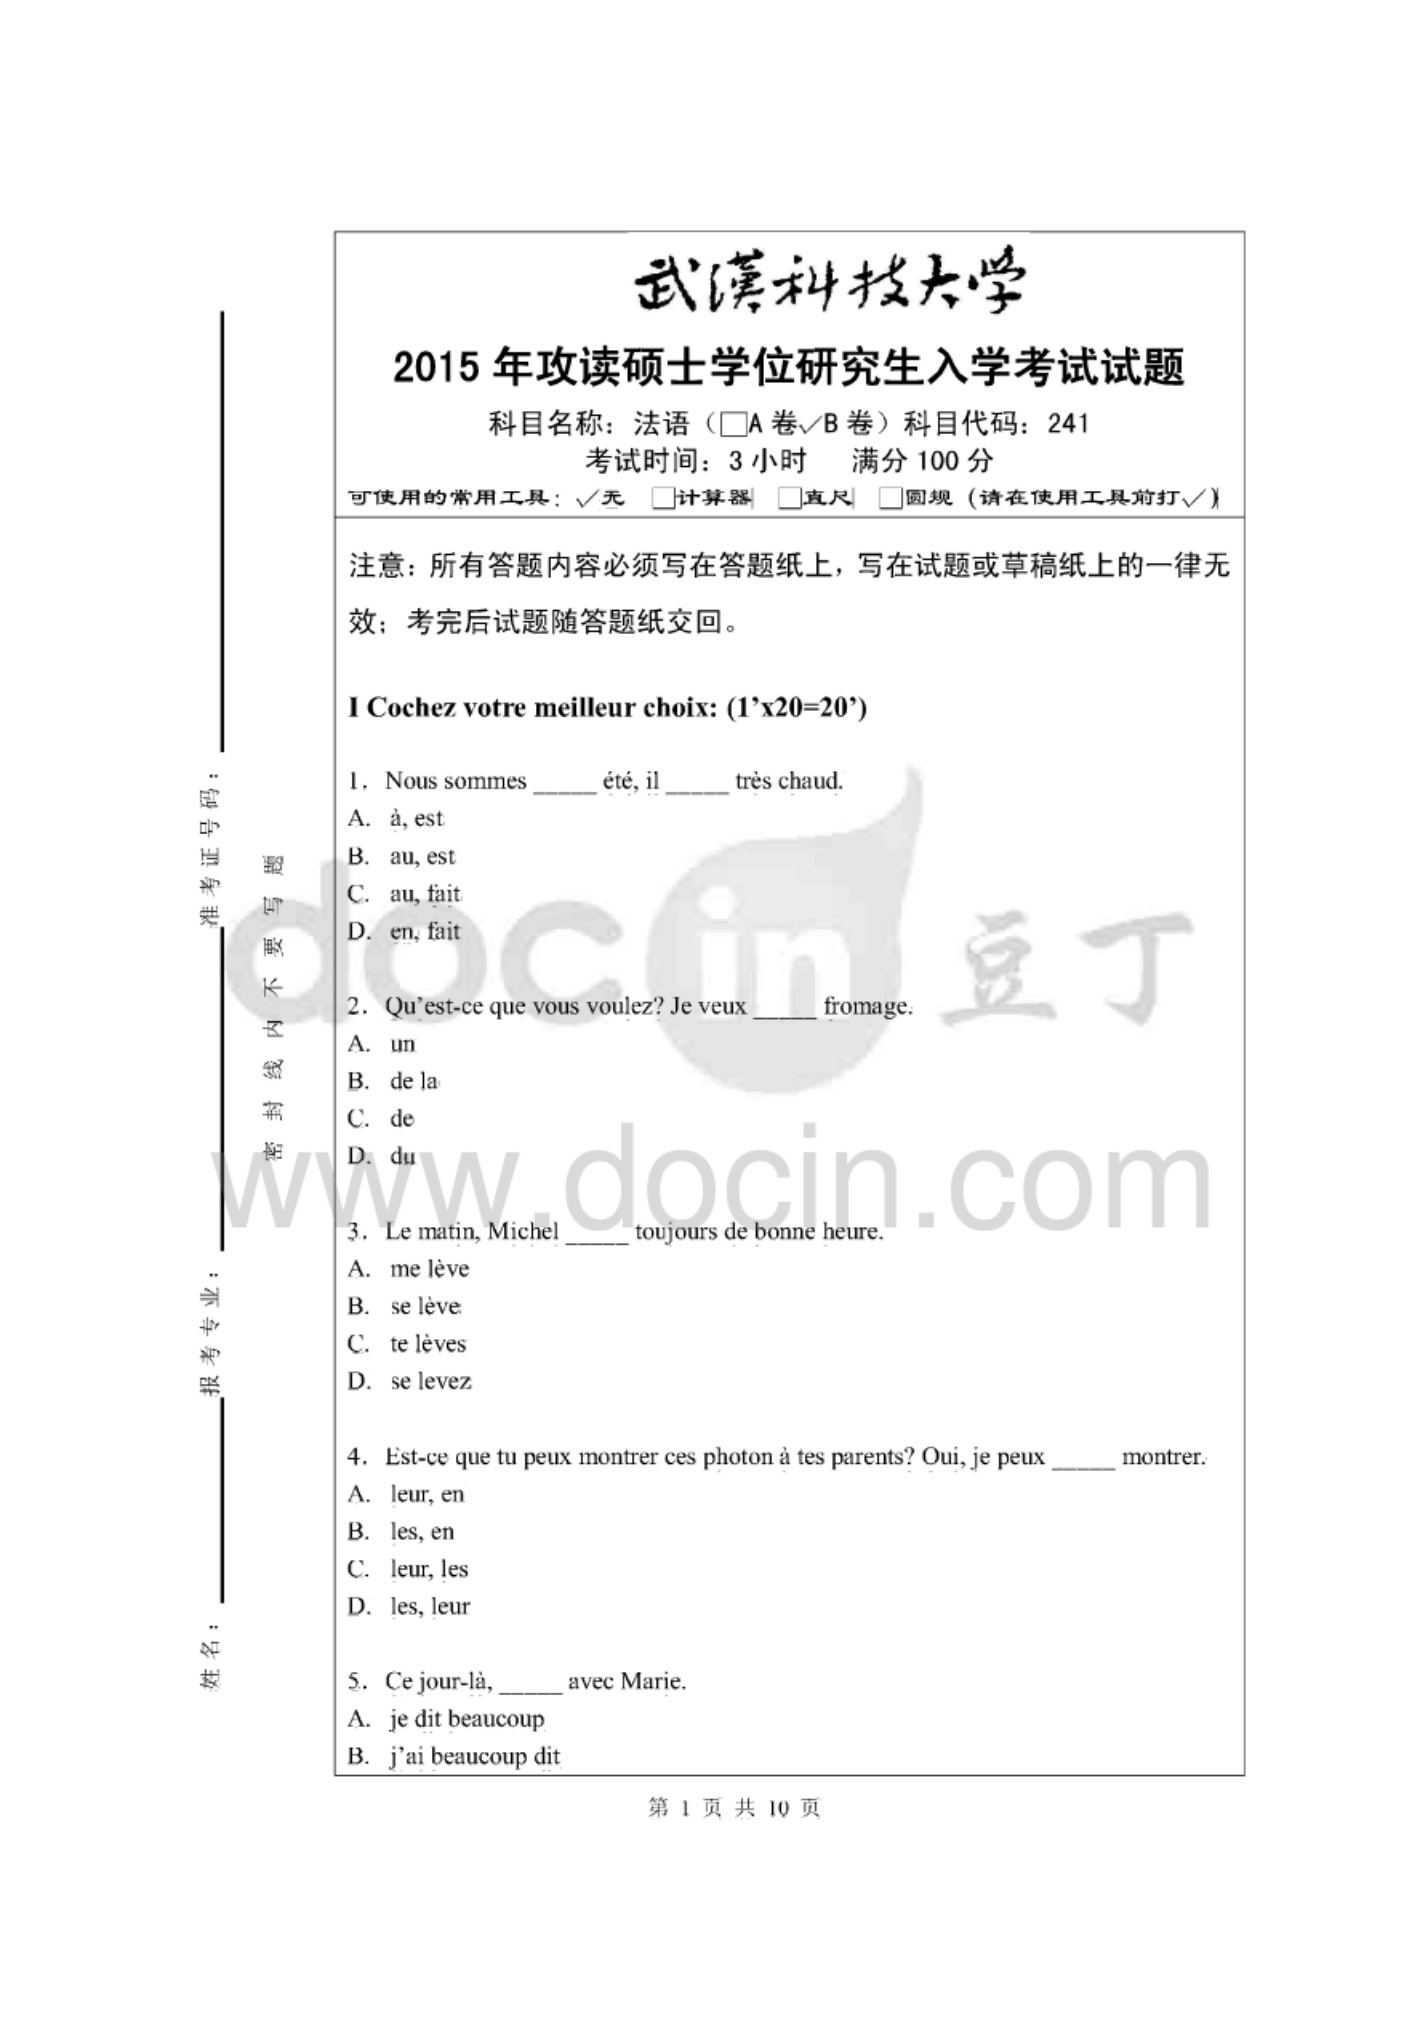 武漢科技大学
2015 年攻读硕士学位研究生入学考试试题
科目名称：法语（□A 卷✓B 卷）科目代码：241
考试时间：3 小时 满分 100 分
可使用的常用工具：✓无 □计算器 □直尺 □圆规（请在使用工具前打✓）
注意：所有答题内容必须写在答题纸上，写在试题或草稿纸上的一律无
效；考完后试题随答题纸交回。
I Cochez votre meilleur choix: (1’x20=20’)
1. Nous sommes _____ été, il _____ très chaud.
A. à, est
B. au, est
C. au, fait
D. en, fait
2. Qu’est-ce que vous voulez? Je veux _____ fromage.
A. un
B. de la
C. de
D. du
3. Le matin, Michel _____ toujours de bonne heure.
A. me lève
B. se lève
C. te lèves
D. se levez
4. Est-ce que tu peux montrer ces photon à tes parents? Oui, je peux _____ montrer.
A. leur, en
B. les, en
C. leur, les
D. les, leur
5. Ce jour-là, _____ avec Marie.
A. je dit beaucoup
B. j’ai beaucoup dit
第 1 页 共 10 页
准考证号码：
报考专业：
姓名：
密封线内不要写题
docin 豆丁
www.docin.com